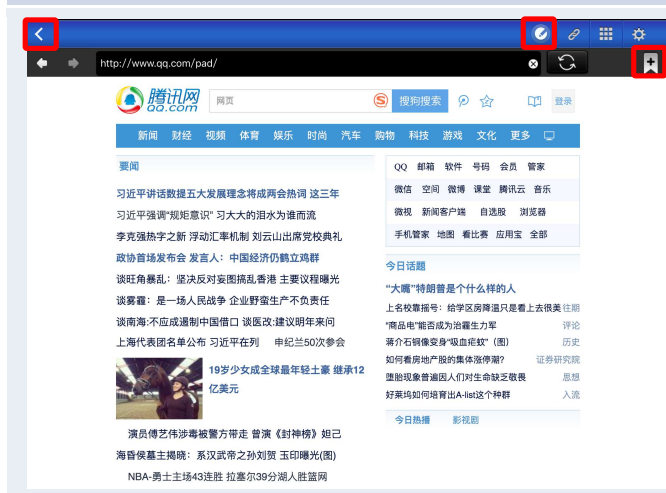 http://www.qq.com/pad/
腾讯网
QQ.com
网页
S 搜狗搜索
登录
新闻 财经 视频 体育 娱乐 时尚 汽车 购物 科技 游戏 文化 更多
要闻
习近平讲话数提五大发展理念将成两会热词 这三年
习近平强调“规矩意识” 习大大的泪水为谁而流
李克强热字之新 浮动汇率机制 刘云山出席党校典礼
政协首场发布会 发言人：中国经济仍鹤立鸡群
谈旺角暴乱：坚决反对妄图搞乱香港 主要议程曝光
谈雾霾：是一场人民战争 企业野蛮生产不负责任
谈南海:不应成遏制中国借口 谈医改:建议明年来问
上海代表团名单公布 习近平在列 申纪兰50次参会
19岁少女成全球最年轻土豪 继承12
亿美元
演员傅艺伟涉毒被警方带走 曾演《封神榜》妲己
海昏侯墓主揭晓：系汉武帝之孙刘贺 玉印曝光(图)
NBA-勇士主场43连胜 拉塞尔39分湖人胜篮网
QQ 邮箱 软件 号码 会员 管家
微信 空间 微博 课堂 腾讯云 音乐
微视 新闻客户端 自选股 浏览器
手机管家 地图 看比赛 应用宝 全部
今日话题
“大嘴”特朗普是个什么样的人
上名校靠摇号：给学区房降温只是看上去很美 往期
“商品电”能否成为治霾生力军 评论
蒋介石铜像变身“吸血疟蚊”（图） 历史
如何看房地产股的集体涨停潮? 证券研究院
堕胎现象普遍因人们对生命缺乏敬畏 思想
好莱坞如何培育出A-list这个种群 入流
今日热播 影视剧